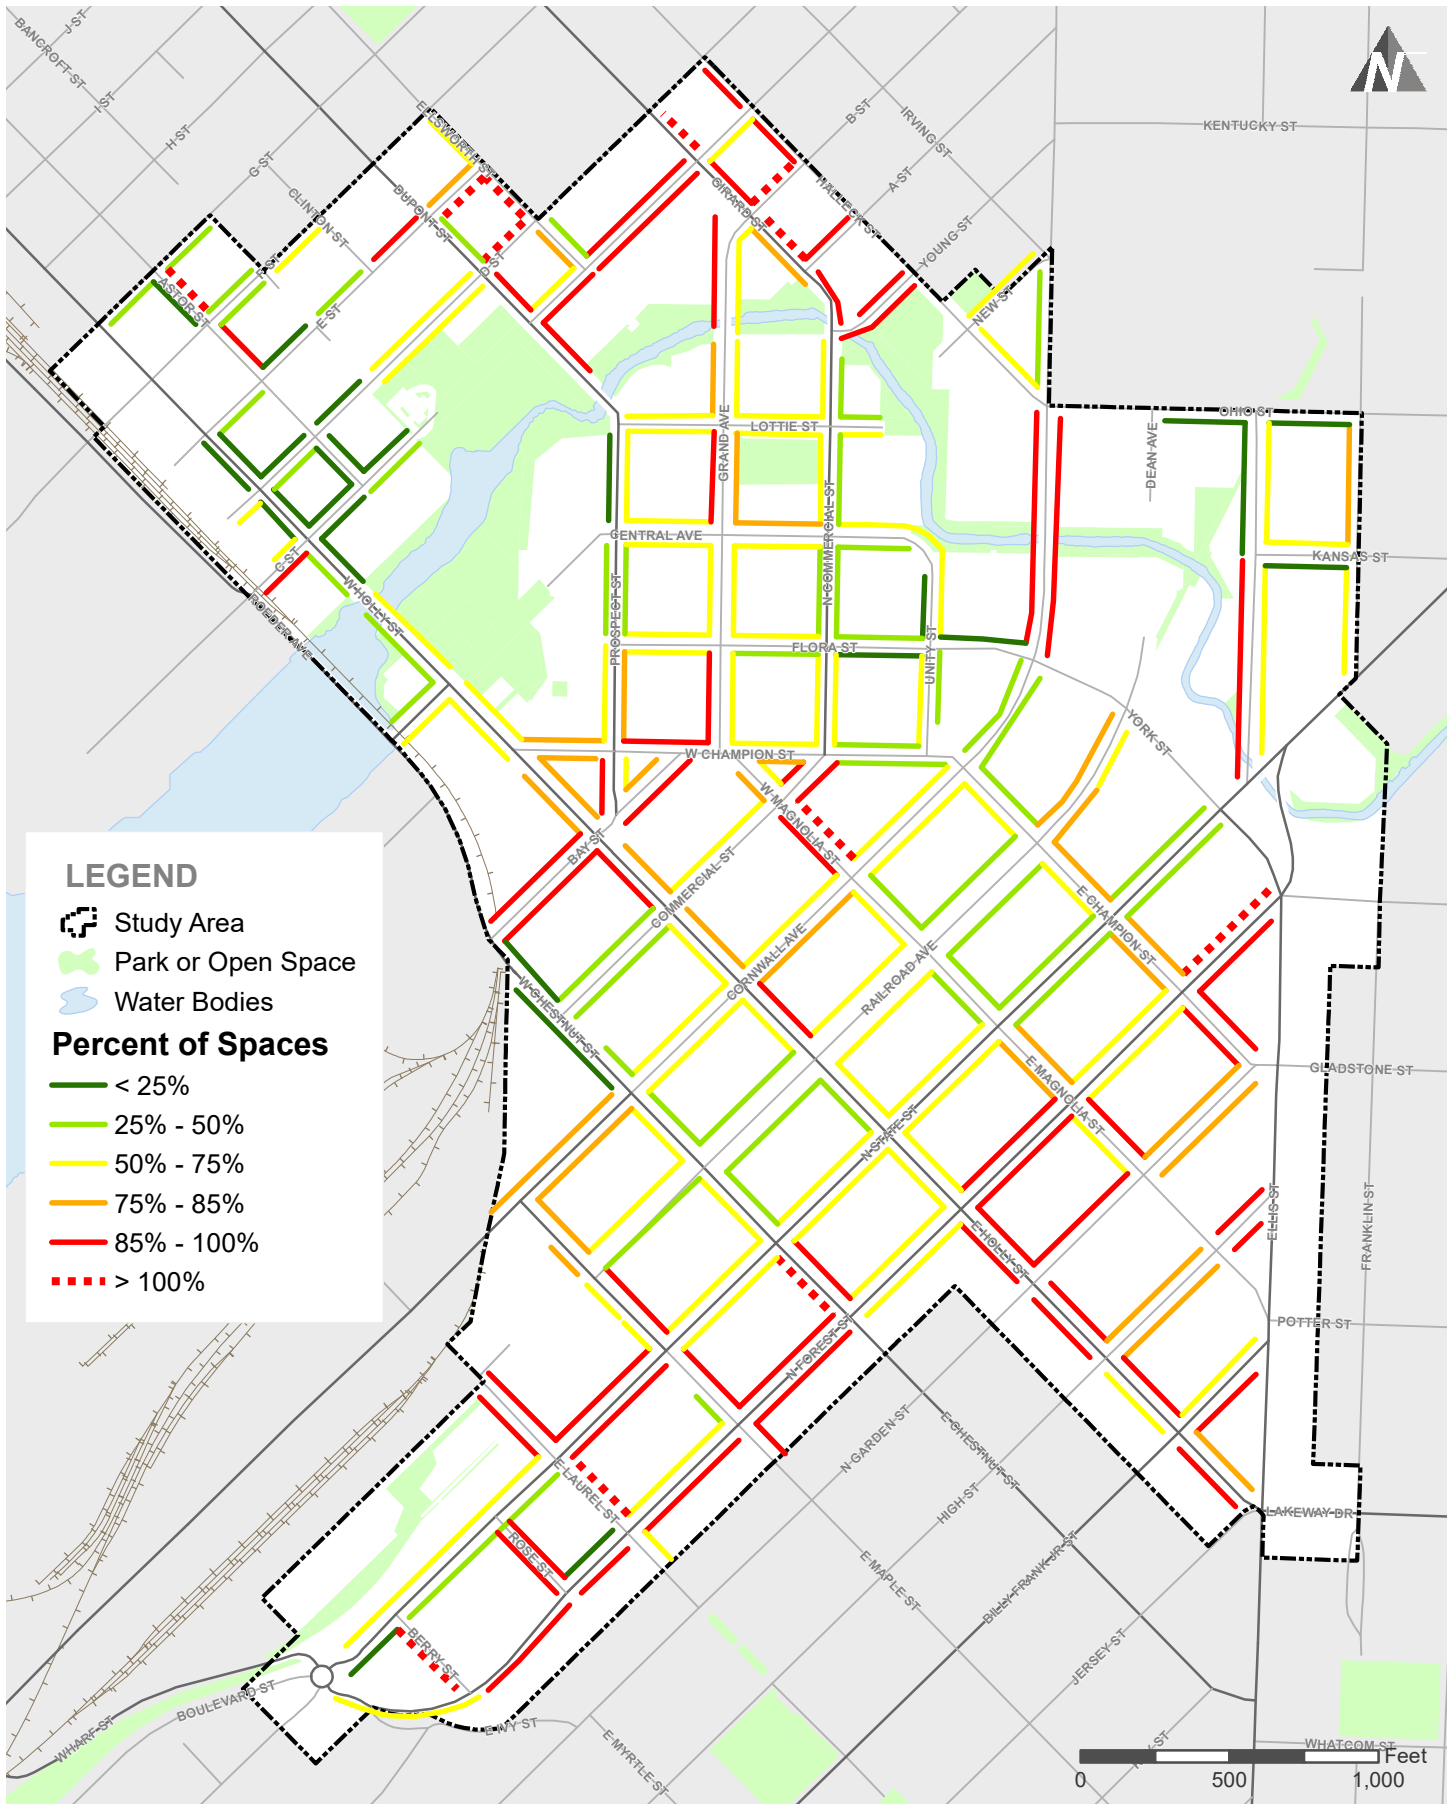 J ST
BANCROFT ST
I ST
H ST
G ST
ELLSWORTH ST
B ST
IRVING ST
KENTUCKY ST
N
CLINTON ST
DUPONT ST
GIRARD ST
HALLECK ST
A ST
YOUNG ST
F ST
D ST
ASTOR ST
E ST
NEW ST
OHIO ST
LOTTIE ST
GRAND AVE
DEAN AVE
N COMMERCIAL ST
CENTRAL AVE
KANSAS ST
C ST
W HOLLY ST
ROEDER AVE
PROSPECT ST
FLORA ST
UNITY ST
YORK ST
W CHAMPION ST
W MAGNOLIA ST
BAY ST
COMMERCIAL ST
E CHAMPION ST
CORNWALL AVE
RAILROAD AVE
W CHESTNUT ST
E MAGNOLIA ST
GLADSTONE ST
N STATE ST
ELLIS ST
FRANKLIN ST
E HOLLY ST
POTTER ST
N FOREST ST
LEGEND
Study Area
Park or Open Space
Water Bodies
Percent of Spaces
< 25%
25% - 50%
50% - 75%
75% - 85%
85% - 100%
> 100%
N GARDEN ST
E CHESTNUT ST
E LAUREL ST
HIGH ST
LAKEWAY DR
ROSE ST
E MAPLE ST
BILLY FRANK JR ST
BERRY ST
JERSEY ST
BOULEVARD ST
WHARF ST
E IVY ST
E MYRTLE ST
WHATCOM ST
Feet
0 500 1,000